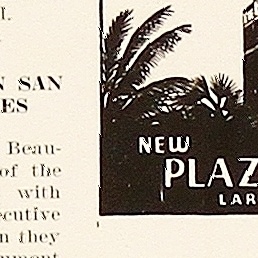 N SAN
ES
Beau-
of the
with
ecutive
n they
NEW
PLAZ
LAR